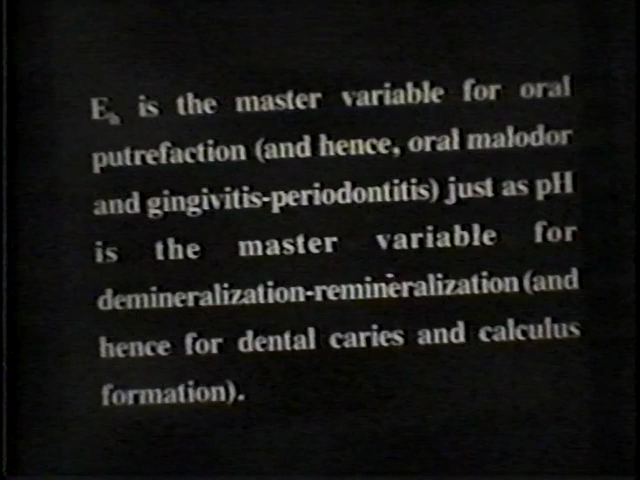 Eh is the master variable for oral
putrefaction (and hence, oral malodor
and gingivitis-periodontitis) just as pH
is the master variable for
demineralization-remineralization (and
hence for dental caries and calculus
formation).